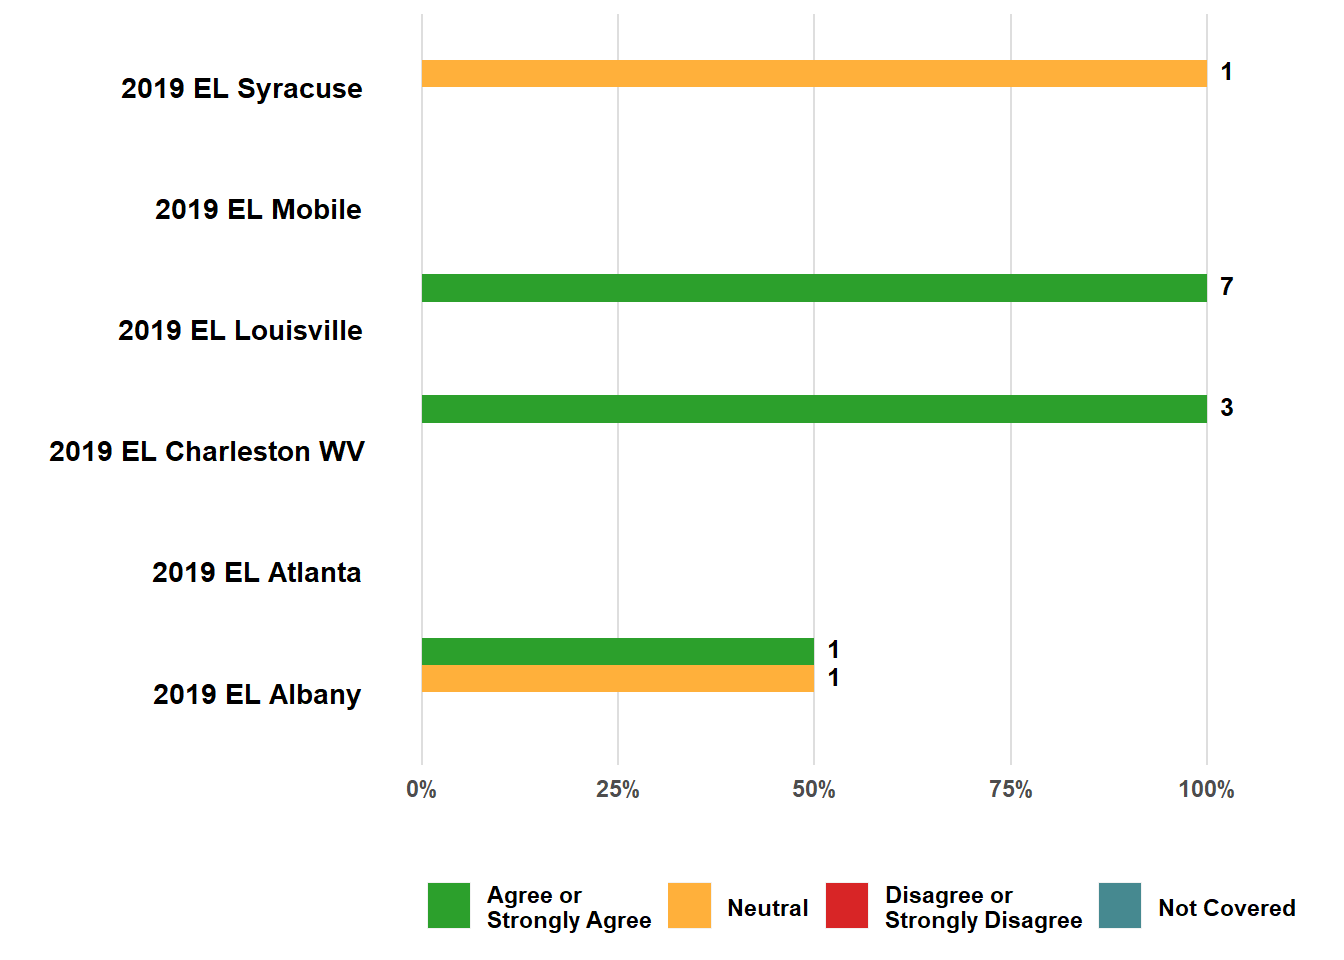 2019 EL Syracuse
1
2019 EL Mobile
7
2019 EL Louisville
3
2019 EL Charleston WV
2019 EL Atlanta
1
1
2019 EL Albany
0%
25%
50%
75%
100%
Agree or
Strongly Agree
Neutral
Disagree or
Strongly Disagree
Not Covered